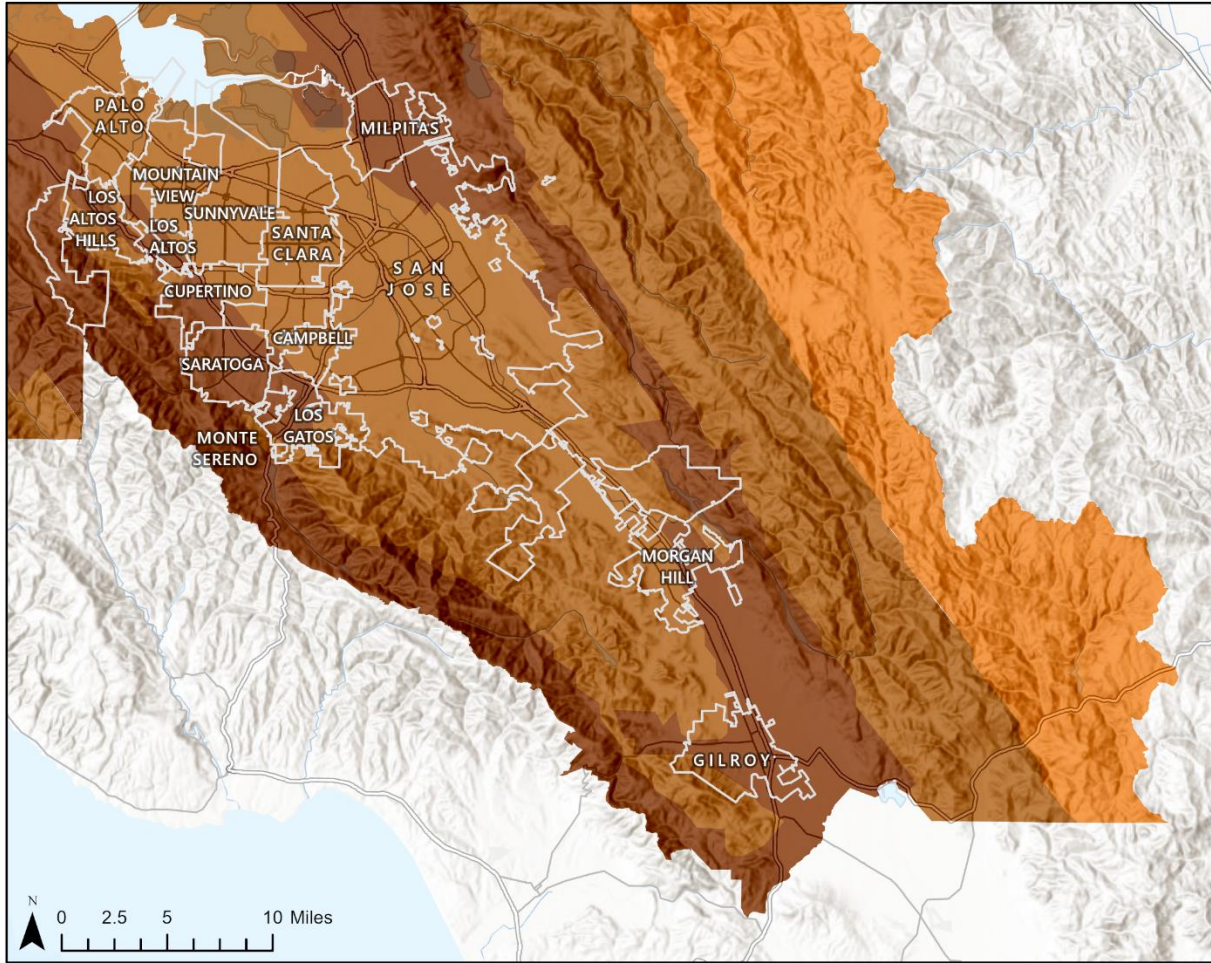 PALO
ALTO
MILPITAS
MOUNTAIN
VIEW
LOS
ALTOS
HILLS
SUNNYVALE
LOS
ALTOS
SANTA
CLARA
SAN
JOSE
CUPERTINO
CAMPBELL
SARATOGA
LOS
GATOS
MONTE
SERENO
MORGAN
HILL
GILROY
N
0 2.5 5 10 Miles